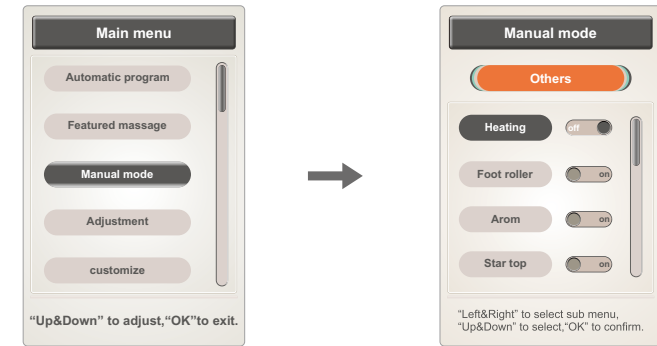 Main menu
Automatic program
Featured massage
Manual mode
Adjustment
customize
“Up&Down” to adjust,“OK”to exit.
Manual mode
Others
Heating off
Foot roller on
Arom on
Star top on
“Left&Right” to select sub menu,
“Up&Down” to select,“OK” to confirm.